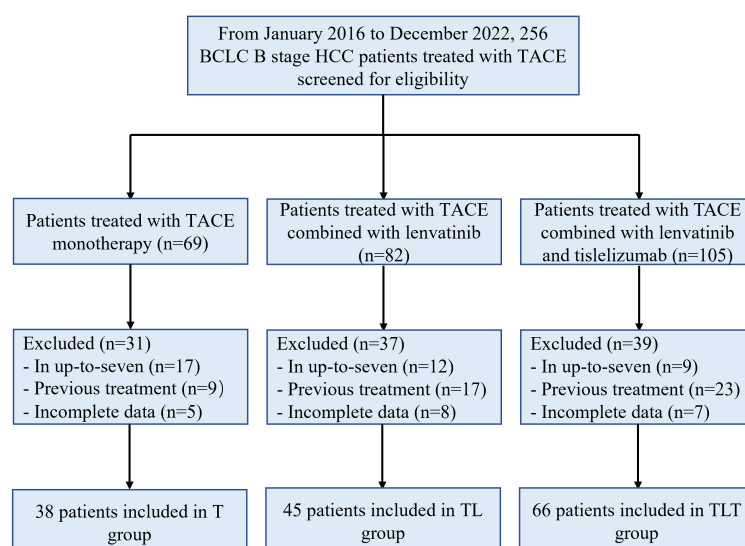 From January 2016 to December 2022, 256
BCLC B stage HCC patients treated with TACE
screened for eligibility
Patients treated with TACE
monotherapy (n=69)
Patients treated with TACE
combined with lenvatinib
(n=82)
Patients treated with TACE
combined with lenvatinib
and tislelizumab (n=105)
Excluded (n=31)
- In up-to-seven (n=17)
- Previous treatment (n=9)
- Incomplete data (n=5)
Excluded (n=37)
- In up-to-seven (n=12)
- Previous treatment (n=17)
- Incomplete data (n=8)
Excluded (n=39)
- In up-to-seven (n=9)
- Previous treatment (n=23)
- Incomplete data (n=7)
38 patients included in T
group
45 patients included in TL
group
66 patients included in TLT
group